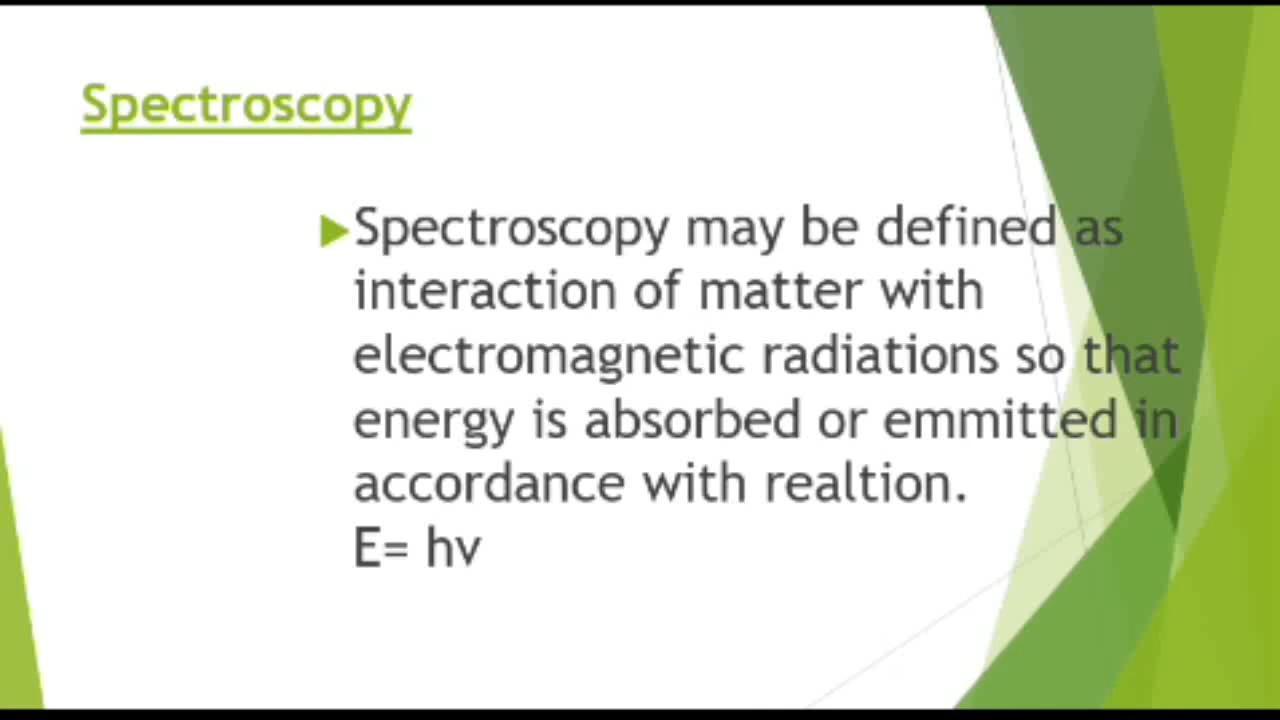 Spectroscopy
Spectroscopy may be defined as
interaction of matter with
electromagnetic radiations so that
energy is absorbed or emmitted in
accordance with realtion.
E= hv